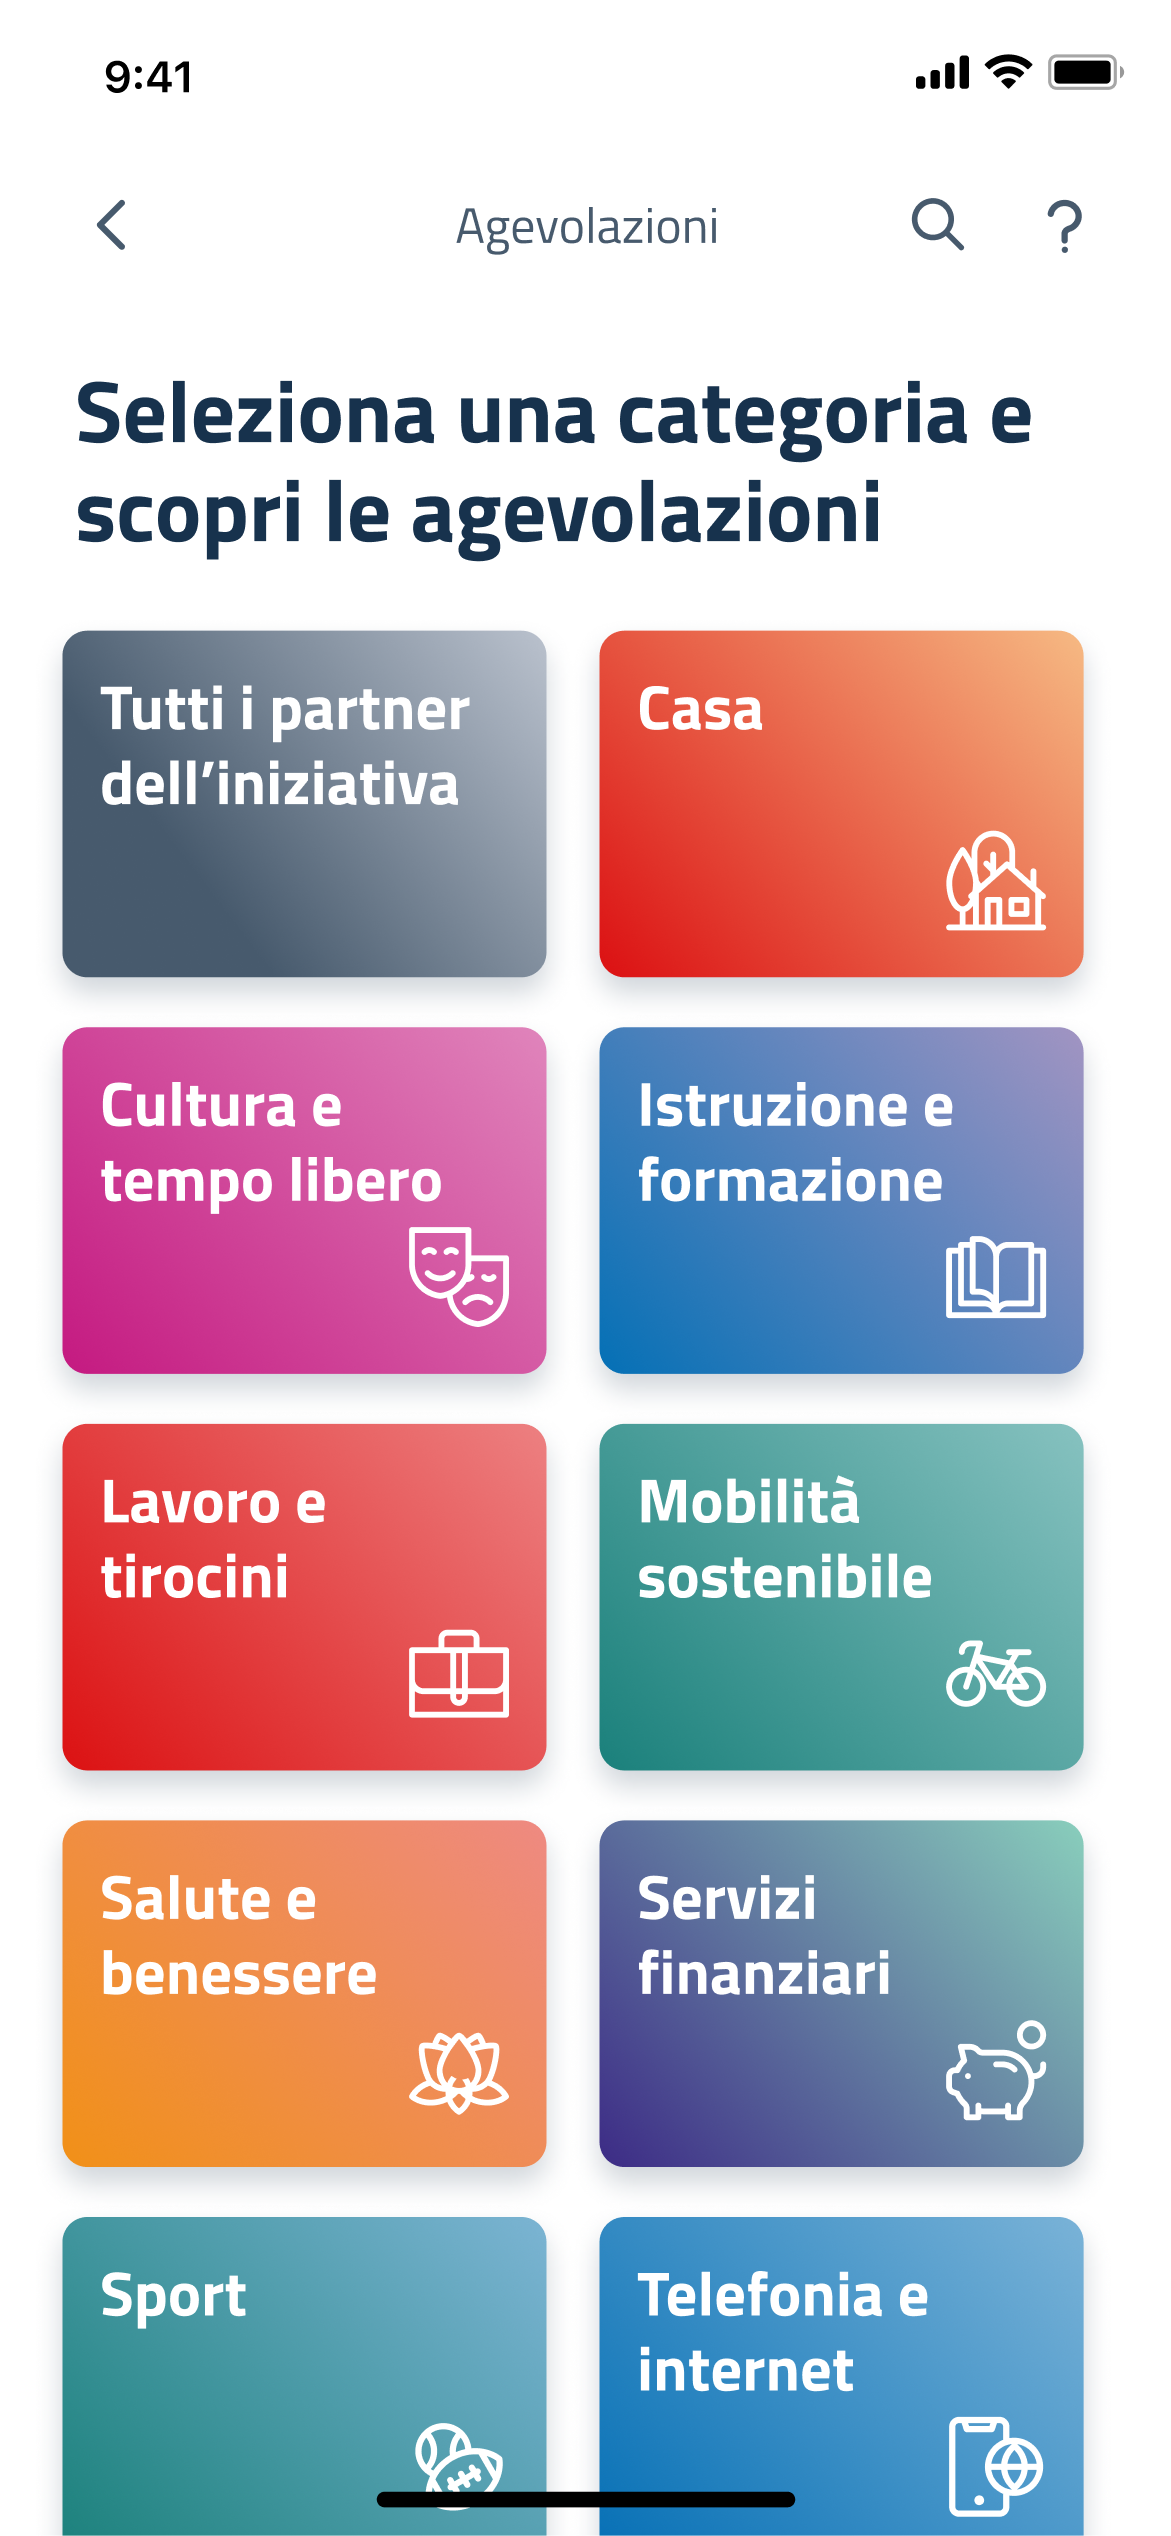 9:41
Agevolazioni
Seleziona una categoria e
scopri le agevolazioni
Tutti i partner
dell’iniziativa
Casa
Cultura e
tempo libero
Istruzione e
formazione
Lavoro e
tirocini
Mobilità
sostenibile
Salute e
benessere
Servizi
finanziari
Sport
Telefonia e
internet